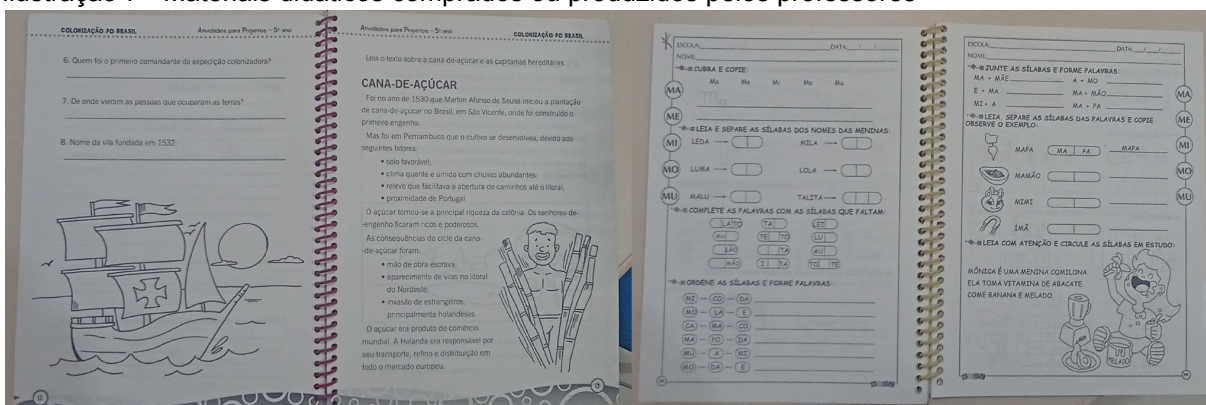 COLONIZAÇÃO DO BRASIL
Atividades para Projetos - 5º ano
6. Quem foi o primeiro comandante da expedição colonizadora?
7. De onde vieram as pessoas que ocuparam as terras?
8. Nome da vila fundada em 1532:
Atividades para Projetos - 5º ano
COLONIZAÇÃO DO BRASIL
Leia o texto sobre a cana-de-açúcar e as capitanias hereditárias.
CANA-DE-AÇÚCAR
Foi no ano de 1530 que Martim Afonso de Sousa iniciou a plantação
de cana-de-açúcar no Brasil, em São Vicente, onde foi construído o
primeiro engenho.
Mas foi em Pernambuco que o cultivo se desenvolveu, devido aos
seguintes fatores:
• solo favorável;
• clima quente e úmido com chuvas abundantes;
• relevo que facilitava a abertura de caminhos até o litoral;
• proximidade de Portugal.
O açúcar tornou-se a principal riqueza da colônia. Os senhores-de-
-engenho ficaram ricos e poderosos.
As consequências do ciclo da cana-
-de-açúcar foram:
• mão de obra escrava;
• aparecimento de vilas no litoral
do Nordeste;
• invasão de estrangeiros,
principalmente holandeses.
O açúcar era produto de comércio
mundial. A Holanda era responsável por
seu transporte, refino e distribuição em
todo o mercado europeu.
13
ESCOLA: DATA: / /
NOME:
CUBRA E COPIE:
Ma Me Mi Mo Mu
MA
ME
MI
MO
MU
LEIA E SEPARE AS SÍLABAS DOS NOMES DAS MENINAS:
LEDA MILA
LUMA LOLA
MALU TALITA
COMPLETE AS PALAVRAS COM AS SÍLABAS QUE FALTAM:
LA TO TA LEI
MU TE TO LU
LÃO TA AU
MÃO I TA TO TE
ORDENE AS SÍLABAS E FORME PALAVRAS:
MI - CO - DA
MO - LA - E
CA - MA - CO
MA - PO - DA
MU - A - MI
MO - DA - E
ESCOLA: DATA: / /
NOME:
JUNTE AS SÍLABAS E FORME PALAVRAS:
MA + MÃE A + MO
E + MA MA + MÃO
MI + A MA + PA
LEIA, SEPARE AS SÍLABAS DAS PALAVRAS E COPIE.
OBSERVE O EXEMPLO:
MAPA MA PA MAPA
MAMÃO
MIMI
ÍMÃ
MA
ME
MI
MO
MU
LEIA COM ATENÇÃO E CIRCULE AS SÍLABAS EM ESTUDO:
MÔNICA É UMA MENINA COMILONA
ELA TOMA VITAMINA DE ABACATE
COME BANANA E MELADO.
MELADO